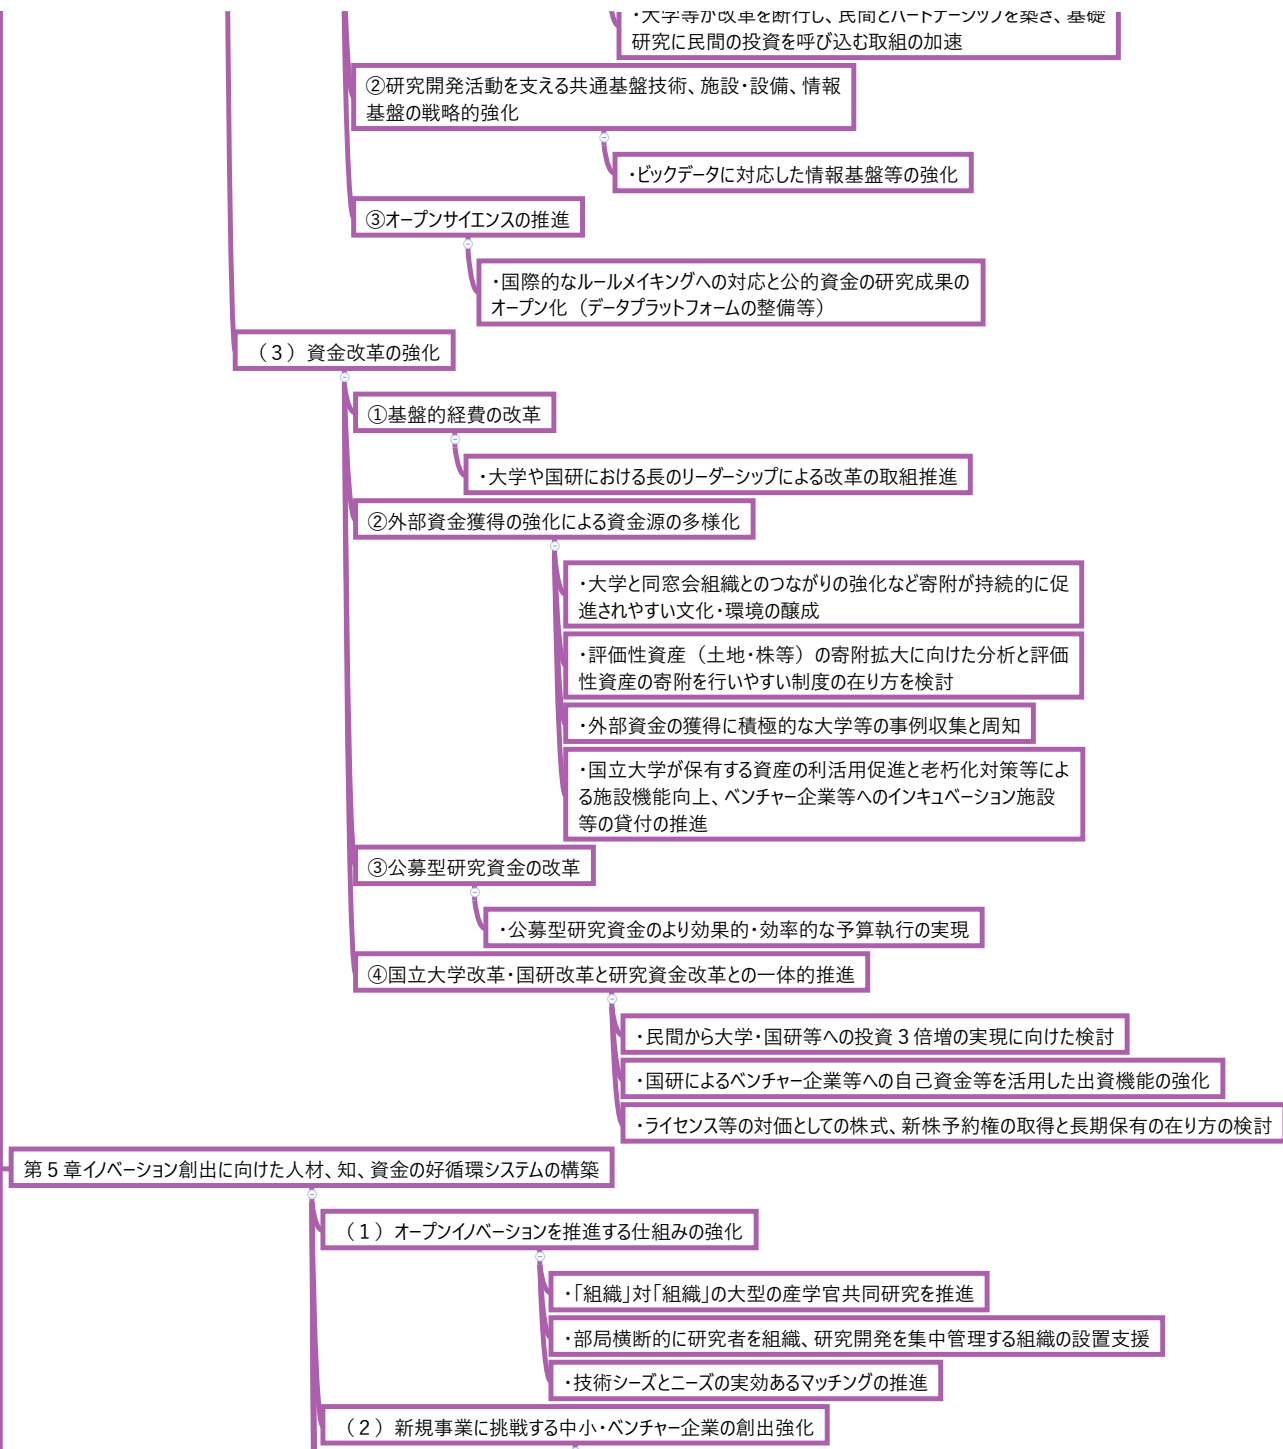 ・大学等が改革を断行し、民間とパートナーシップを築き、基礎
研究に民間の投資を呼び込む取組の加速
②研究開発活動を支える共通基盤技術、施設・設備、情報
基盤の戦略的強化
・ビックデータに対応した情報基盤等の強化
③オープンサイエンスの推進
・国際的なルールメイキングへの対応と公的資金の研究成果の
オープン化（データプラットフォームの整備等）
（３）資金改革の強化
①基盤的経費の改革
・大学や国研における長のリーダーシップによる改革の取組推進
②外部資金獲得の強化による資金源の多様化
・大学と同窓会組織とのつながりの強化など寄附が持続的に促
進されやすい文化・環境の醸成
・評価性資産（土地・株等）の寄附拡大に向けた分析と評価
性資産の寄附を行いやすい制度の在り方を検討
・外部資金の獲得に積極的な大学等の事例収集と周知
・国立大学が保有する資産の利活用促進と老朽化対策等によ
る施設機能向上、ベンチャー企業等へのインキュベーション施設
等の貸付の推進
③公募型研究資金の改革
・公募型研究資金のより効果的・効率的な予算執行の実現
④国立大学改革・国研改革と研究資金改革との一体的推進
・民間から大学・国研等への投資３倍増の実現に向けた検討
・国研によるベンチャー企業等への自己資金等を活用した出資機能の強化
・ライセンス等の対価としての株式、新株予約権の取得と長期保有の在り方の検討
第５章イノベーション創出に向けた人材、知、資金の好循環システムの構築
（１）オープンイノベーションを推進する仕組みの強化
・「組織」対「組織」の大型の産学官共同研究を推進
・部局横断的に研究者を組織、研究開発を集中管理する組織の設置支援
・技術シーズとニーズの実効あるマッチングの推進
（２）新規事業に挑戦する中小・ベンチャー企業の創出強化